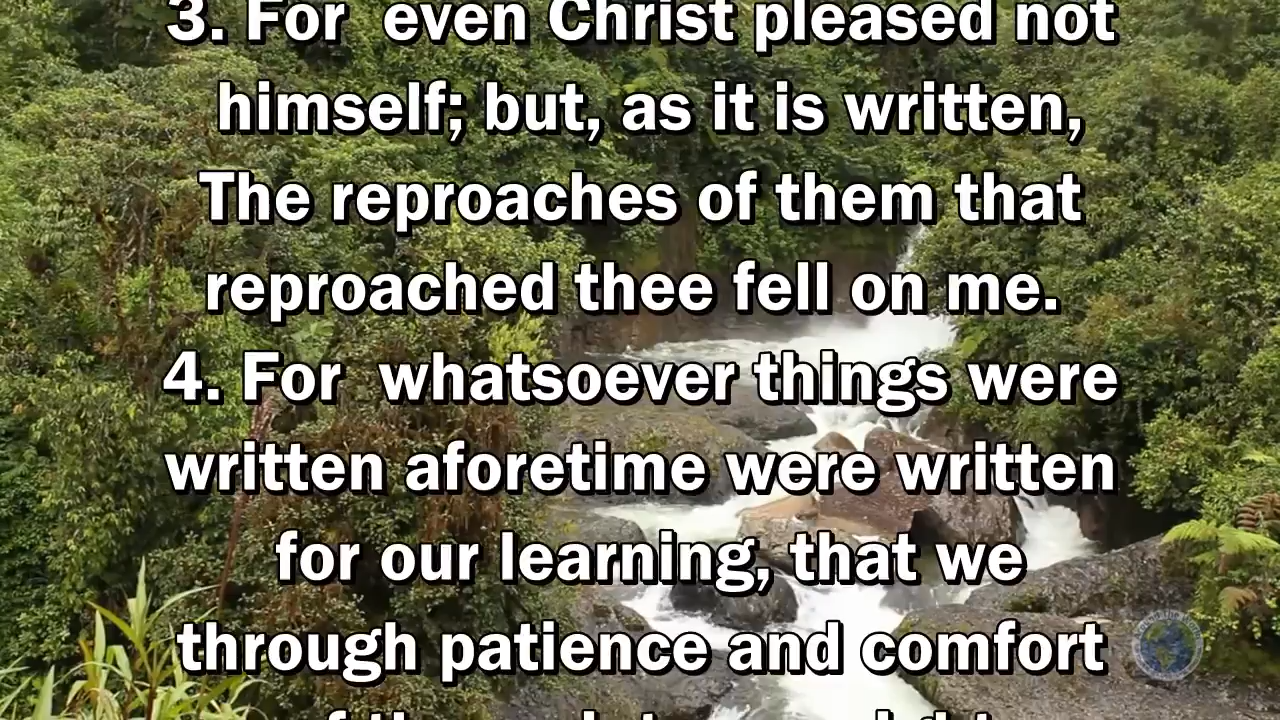 3. For even Christ pleased not
himself; but, as it is written,
The reproaches of them that
reproached thee fell on me.
4. For whatsoever things were
written aforetime were written
for our learning, that we
through patience and comfort